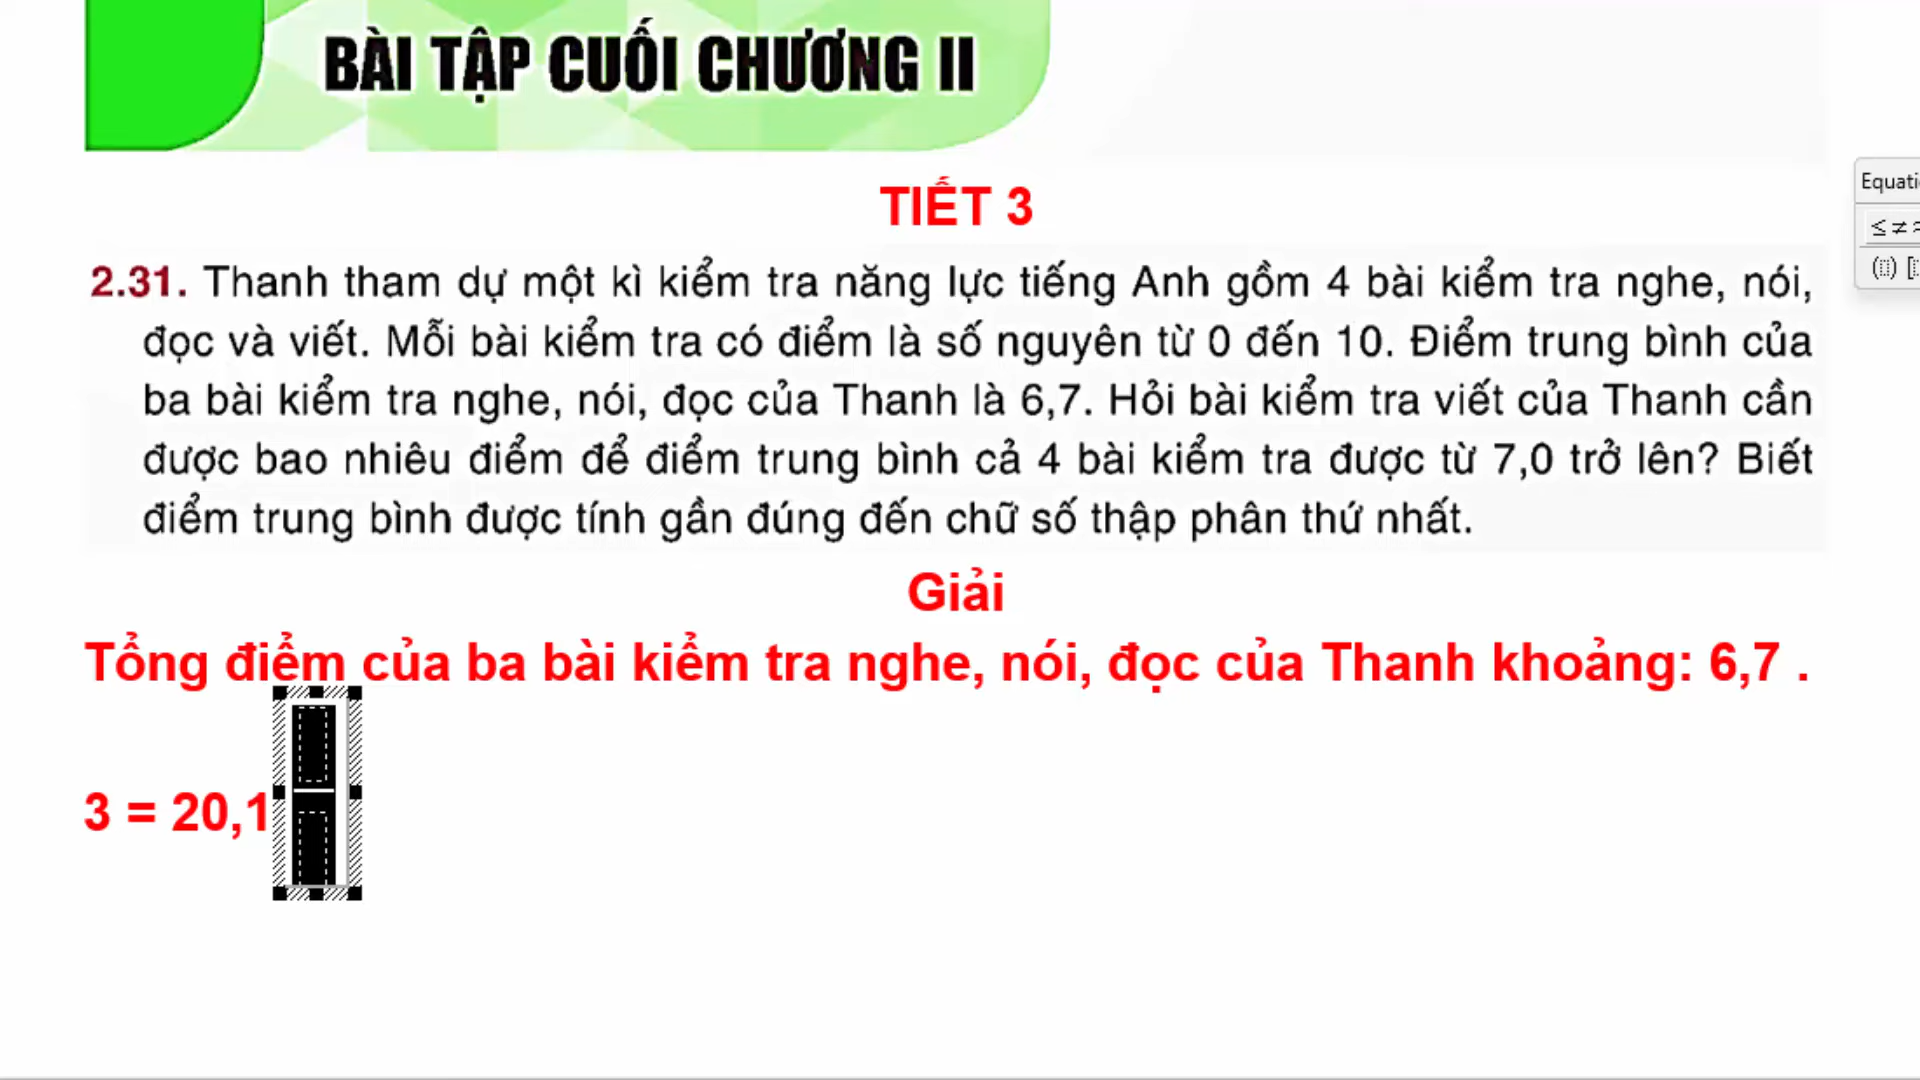 BÀI TẬP CUỐI CHƯƠNG II
TIẾT 3
Equati
≤ ≠
2.31. Thanh tham dự một kì kiểm tra năng lực tiếng Anh gồm 4 bài kiểm tra nghe, nói,
đọc và viết. Mỗi bài kiểm tra có điểm là số nguyên từ 0 đến 10. Điểm trung bình của
ba bài kiểm tra nghe, nói, đọc của Thanh là 6,7. Hỏi bài kiểm tra viết của Thanh cần
được bao nhiêu điểm để điểm trung bình cả 4 bài kiểm tra được từ 7,0 trở lên? Biết
điểm trung bình được tính gần đúng đến chữ số thập phân thứ nhất.
Giải
Tổng điểm của ba bài kiểm tra nghe, nói, đọc của Thanh khoảng: 6,7 .
3 = 20,1